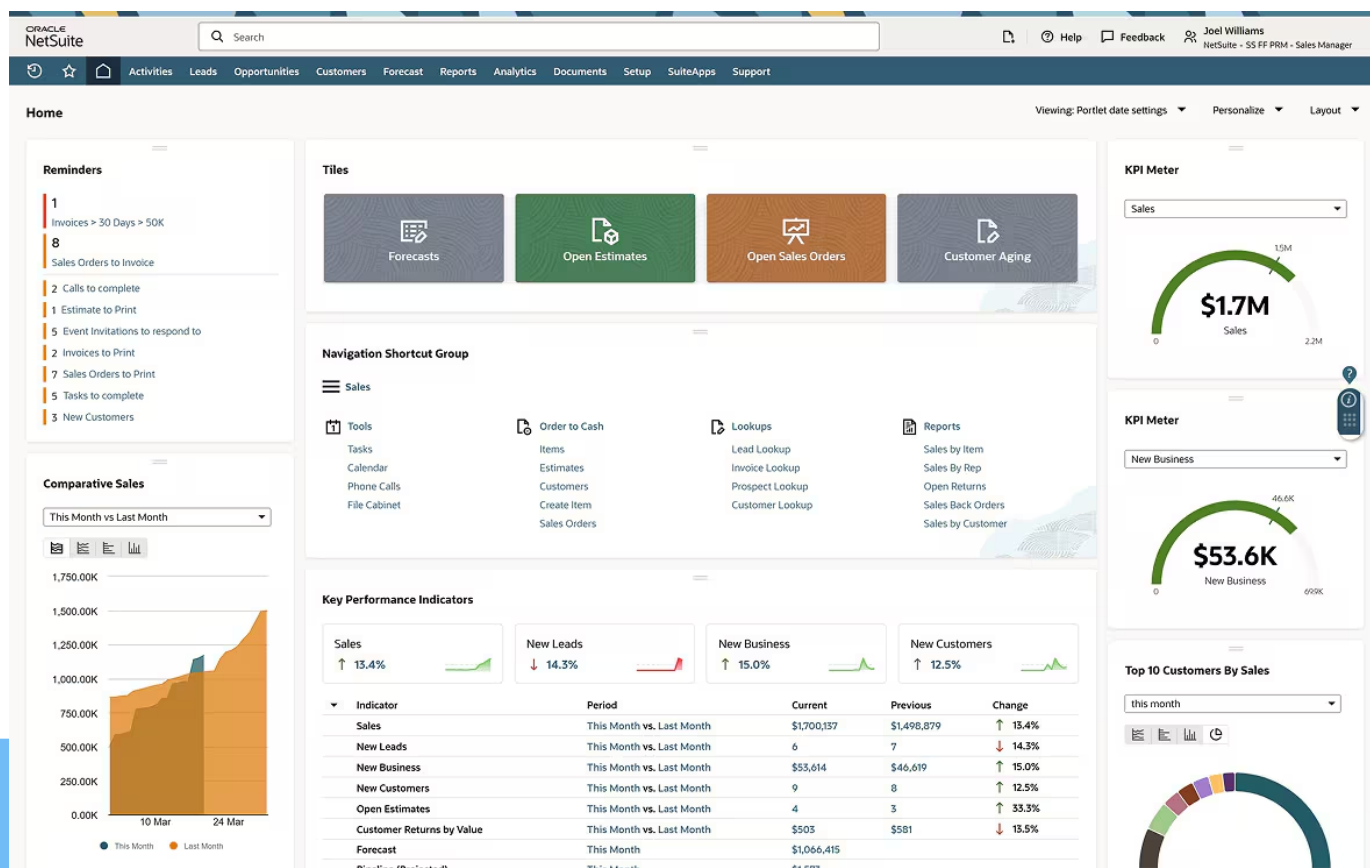 ORACLE
NetSuite
Search
Help
Feedback
Joel Williams
NetSuite - SS FF PRM - Sales Manager
Activities Leads Opportunities Customers Forecast Reports Analytics Documents Setup SuiteApps Support
Home
Viewing: Portlet date settings Personalize Layout
Reminders
1
Invoices > 30 Days > 50K
8
Sales Orders to Invoice
2 Calls to complete
1 Estimate to Print
5 Event Invitations to respond to
2 Invoices to Print
7 Sales Orders to Print
5 Tasks to complete
3 New Customers
Comparative Sales
This Month vs Last Month
1,750.00K
1,500.00K
1,250.00K
1,000.00K
750.00K
500.00K
250.00K
0.00K
10 Mar 24 Mar
This Month Last Month
Tiles
Forecasts
Open Estimates
Open Sales Orders
Customer Aging
Navigation Shortcut Group
Sales
1 Tools
Tasks
Calendar
Phone Calls
File Cabinet
Order to Cash
Items
Estimates
Customers
Create Item
Sales Orders
Lookups
Lead Lookup
Invoice Lookup
Prospect Lookup
Customer Lookup
Reports
Sales by Item
Sales By Rep
Open Returns
Sales Back Orders
Sales by Customer
Key Performance Indicators
Sales
↑ 13.4%
New Leads
↓ 14.3%
New Business
↑ 15.0%
New Customers
↑ 12.5%
Indicator Period Current Previous Change
Sales This Month vs. Last Month $1,700,137 $1,498,879 ↑ 13.4%
New Leads This Month vs. Last Month 6 7 ↓ 14.3%
New Business This Month vs. Last Month $53,614 $46,619 ↑ 15.0%
New Customers This Month vs. Last Month 9 8 ↑ 12.5%
Open Estimates This Month vs. Last Month 4 3 ↑ 33.3%
Customer Returns by Value This Month vs. Last Month $503 $581 ↓ 13.5%
Forecast This Month $1,066,415
KPI Meter
Sales
1.5M
$1.7M
Sales
0
2.2M
?
i
KPI Meter
New Business
46.6K
$53.6K
New Business
0
69.9K
Top 10 Customers By Sales
this month